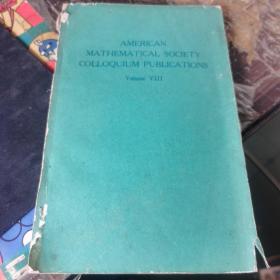 AMERICAN
MATHEMATICAL SOCIETY
COLLOQUIUM PUBLICATIONS
Volume VIII